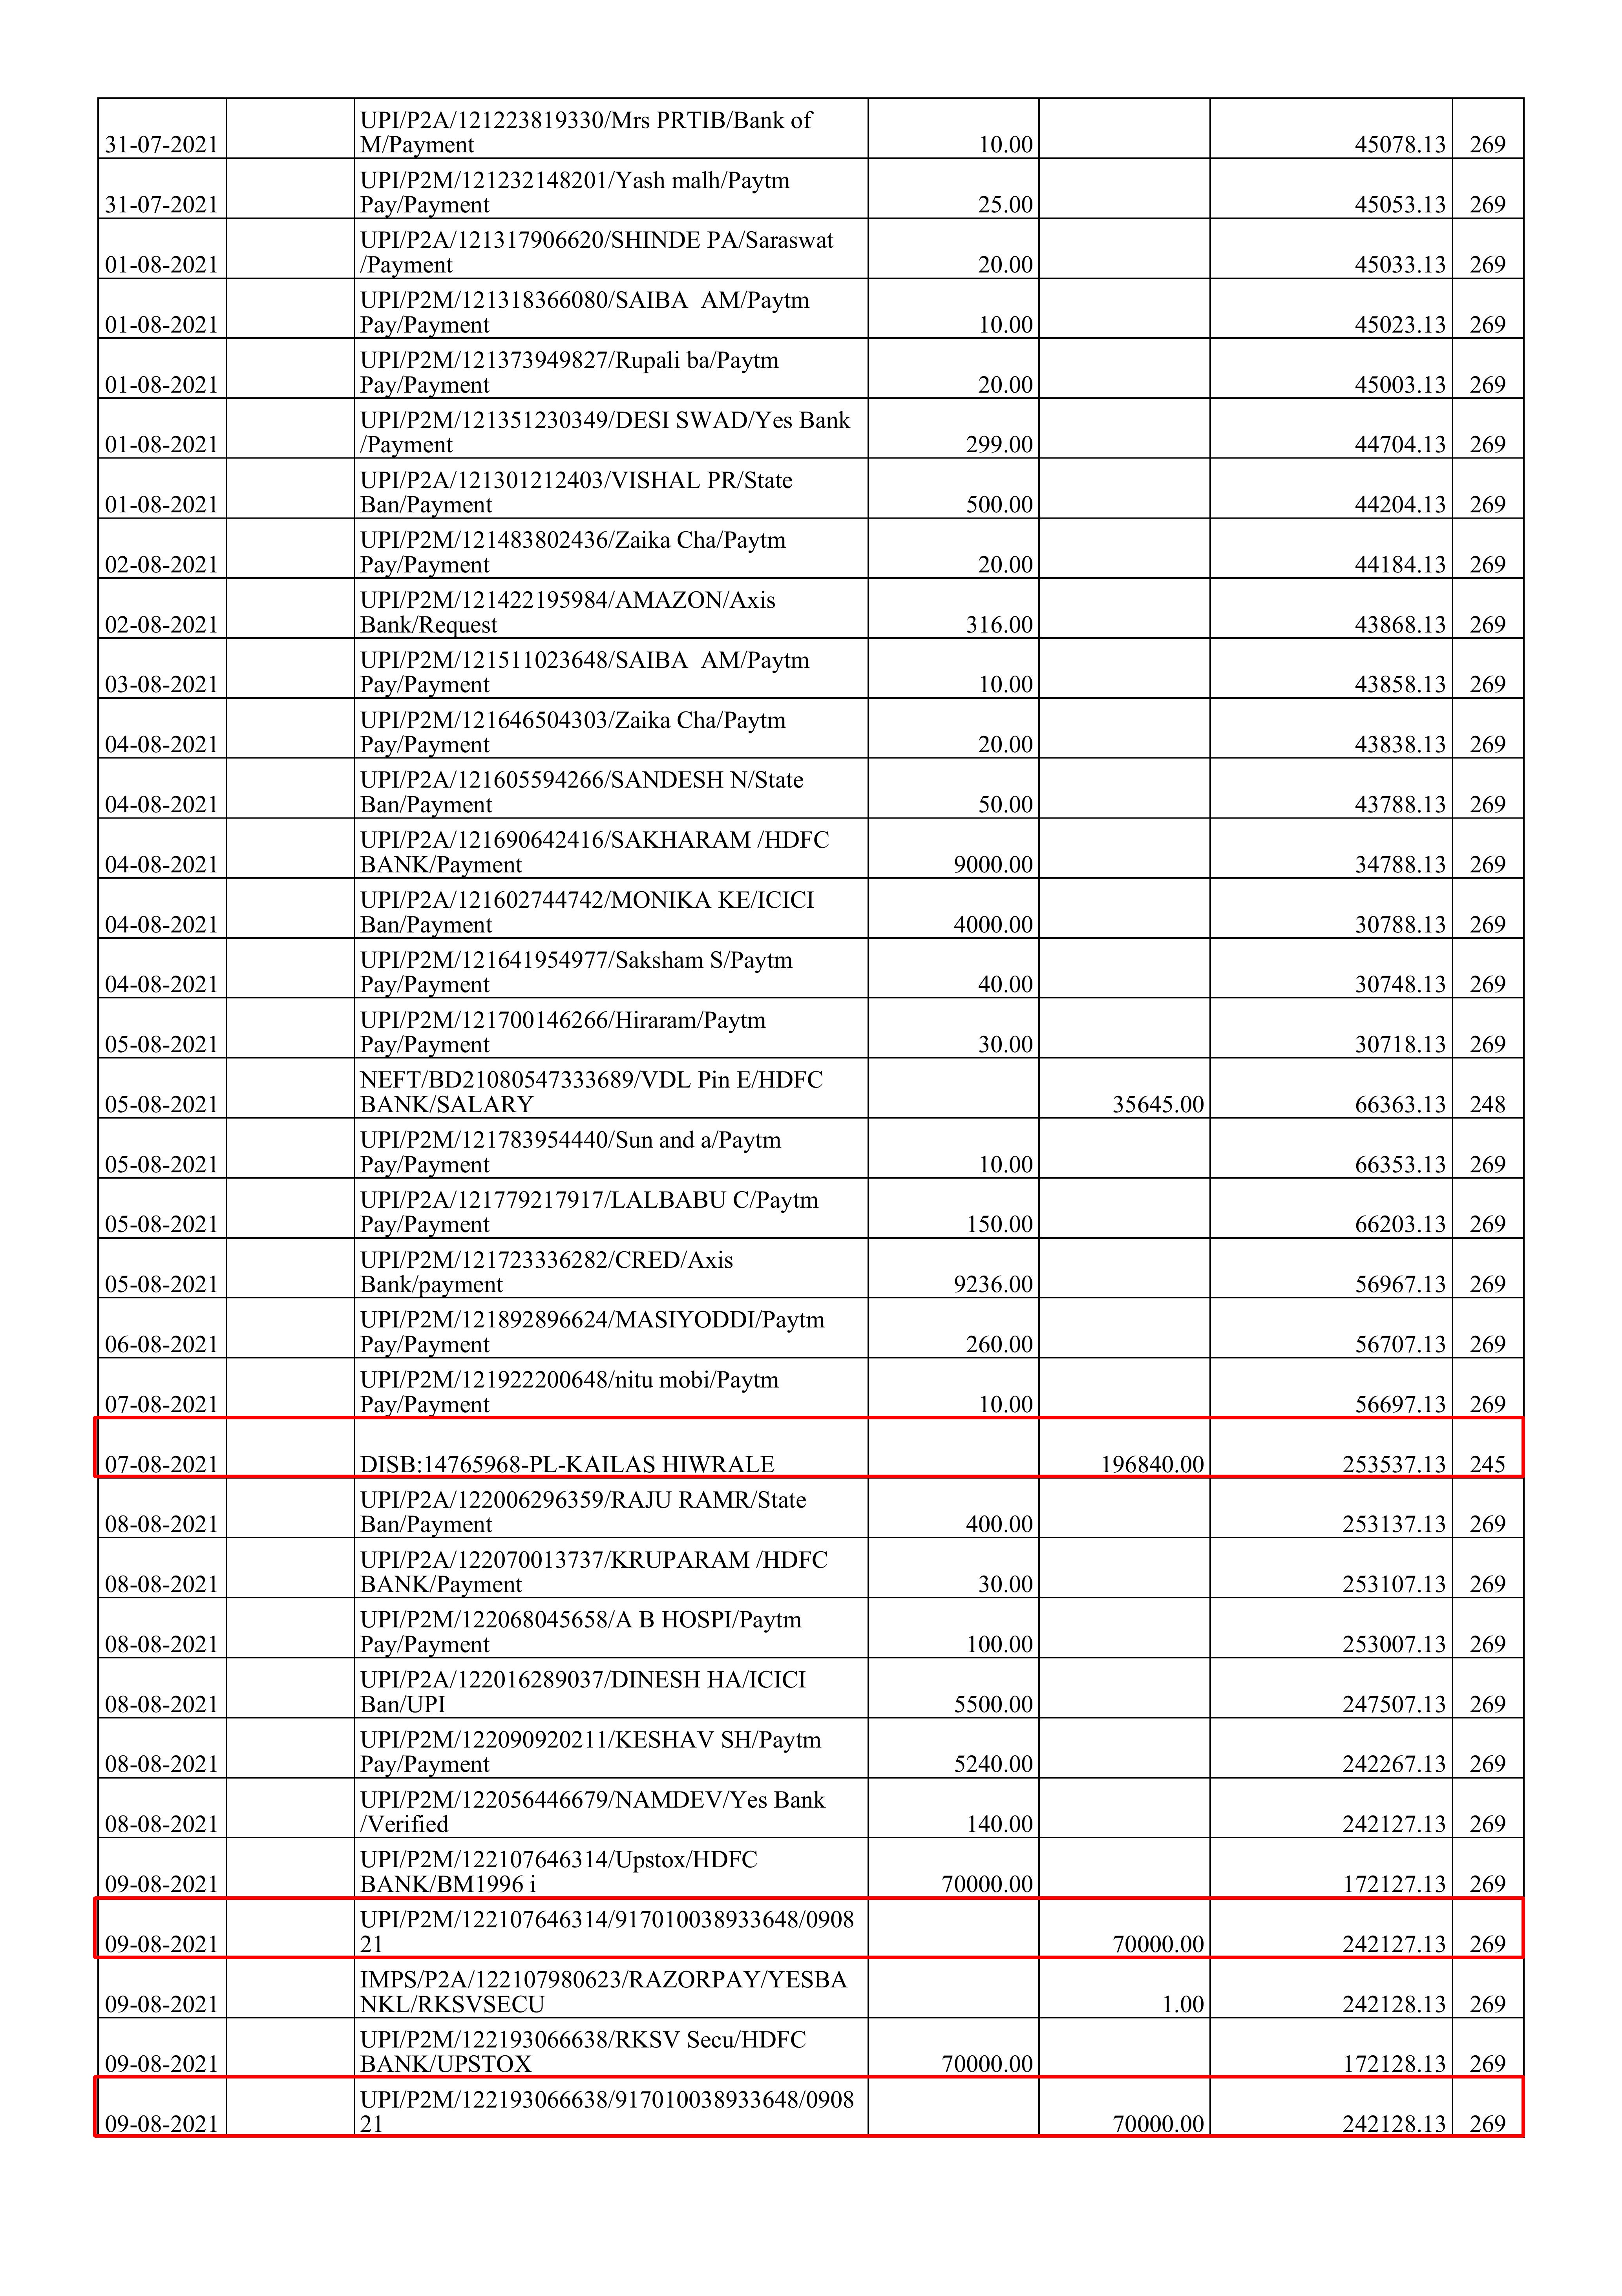 UPI/P2A/121223819330/Mrs PRTIB/Bank of
31-07-2021 M/Payment 10.00 45078.13 269
UPI/P2M/121232148201/Yash malh/Paytm
31-07-2021 Pay/Payment 25.00 45053.13 269
UPI/P2A/121317906620/SHINDE PA/Saraswat
01-08-2021 /Payment 20.00 45033.13 269
UPI/P2M/121318366080/SAIBA  AM/Paytm
01-08-2021 Pay/Payment 10.00 45023.13 269
UPI/P2M/121373949827/Rupali ba/Paytm
01-08-2021 Pay/Payment 20.00 45003.13 269
UPI/P2M/121351230349/DESI SWAD/Yes Bank
01-08-2021 /Payment 299.00 44704.13 269
UPI/P2A/121301212403/VISHAL PR/State
01-08-2021 Ban/Payment 500.00 44204.13 269
UPI/P2M/121483802436/Zaika Cha/Paytm
02-08-2021 Pay/Payment 20.00 44184.13 269
UPI/P2M/121422195984/AMAZON/Axis
02-08-2021 Bank/Request 316.00 43868.13 269
UPI/P2M/121511023648/SAIBA  AM/Paytm
03-08-2021 Pay/Payment 10.00 43858.13 269
UPI/P2M/121646504303/Zaika Cha/Paytm
04-08-2021 Pay/Payment 20.00 43838.13 269
UPI/P2A/121605594266/SANDESH N/State
04-08-2021 Ban/Payment 50.00 43788.13 269
UPI/P2A/121690642416/SAKHARAM /HDFC
04-08-2021 BANK/Payment 9000.00 34788.13 269
UPI/P2A/121602744742/MONIKA KE/ICICI
04-08-2021 Ban/Payment 4000.00 30788.13 269
UPI/P2M/121641954977/Saksham S/Paytm
04-08-2021 Pay/Payment 40.00 30748.13 269
UPI/P2M/121700146266/Hiraram/Paytm
05-08-2021 Pay/Payment 30.00 30718.13 269
NEFT/BD21080547333689/VDL Pin E/HDFC
05-08-2021 BANK/SALARY 35645.00 66363.13 248
UPI/P2M/121783954440/Sun and a/Paytm
05-08-2021 Pay/Payment 10.00 66353.13 269
UPI/P2A/121779217917/LALBABU C/Paytm
05-08-2021 Pay/Payment 150.00 66203.13 269
UPI/P2M/121723336282/CRED/Axis
05-08-2021 Bank/payment 9236.00 56967.13 269
UPI/P2M/121892896624/MASIYODDI/Paytm
06-08-2021 Pay/Payment 260.00 56707.13 269
UPI/P2M/121922200648/nitu mobi/Paytm
07-08-2021 Pay/Payment 10.00 56697.13 269
07-08-2021 DISB:14765968-PL-KAILAS HIWRALE 196840.00 253537.13 245
UPI/P2A/122006296359/RAJU RAMR/State
08-08-2021 Ban/Payment 400.00 253137.13 269
UPI/P2A/122070013737/KRUPARAM /HDFC
08-08-2021 BANK/Payment 30.00 253107.13 269
UPI/P2M/122068045658/A B HOSPI/Paytm
08-08-2021 Pay/Payment 100.00 253007.13 269
UPI/P2A/122016289037/DINESH HA/ICICI
08-08-2021 Ban/UPI 5500.00 247507.13 269
UPI/P2M/122090920211/KESHAV SH/Paytm
08-08-2021 Pay/Payment 5240.00 242267.13 269
UPI/P2M/122056446679/NAMDEV/Yes Bank
08-08-2021 /Verified 140.00 242127.13 269
UPI/P2M/122107646314/Upstox/HDFC
09-08-2021 BANK/BM1996 i 70000.00 172127.13 269
UPI/P2M/122107646314/917010038933648/0908
09-08-2021 21 70000.00 242127.13 269
IMPS/P2A/122107980623/RAZORPAY/YESBA
09-08-2021 NKL/RKSVSECU 1.00 242128.13 269
UPI/P2M/122193066638/RKSV Secu/HDFC
09-08-2021 BANK/UPSTOX 70000.00 172128.13 269
UPI/P2M/122193066638/917010038933648/0908
09-08-2021 21 70000.00 242128.13 269